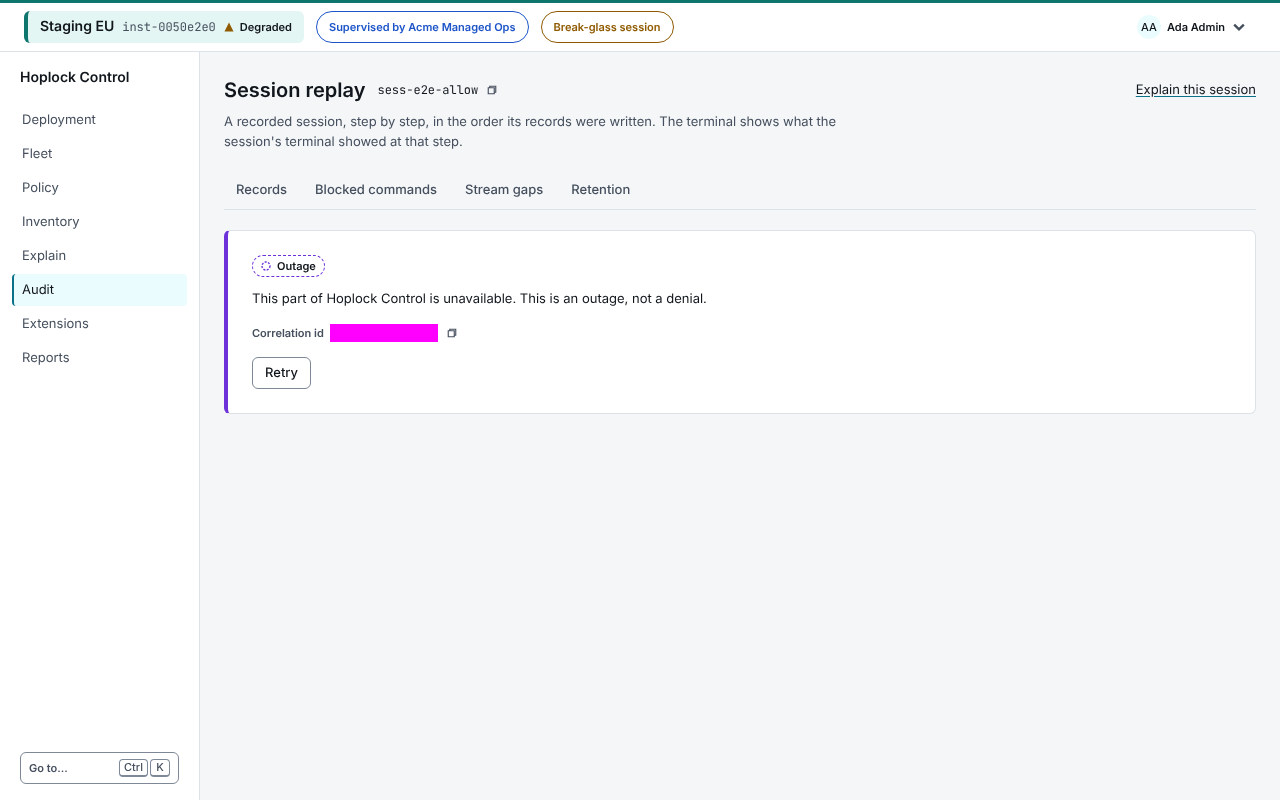 Staging EU inst-0050e2e0 Degraded
Supervised by Acme Managed Ops
Break-glass session
AA Ada Admin
Hoplock Control
Deployment
Fleet
Policy
Inventory
Explain
Audit
Extensions
Reports
Go to... Ctrl K
Session replay sess-e2e-allow
Explain this session
A recorded session, step by step, in the order its records were written. The terminal shows what the
session's terminal showed at that step.
Records Blocked commands Stream gaps Retention
Outage
This part of Hoplock Control is unavailable. This is an outage, not a denial.
Correlation id
Retry